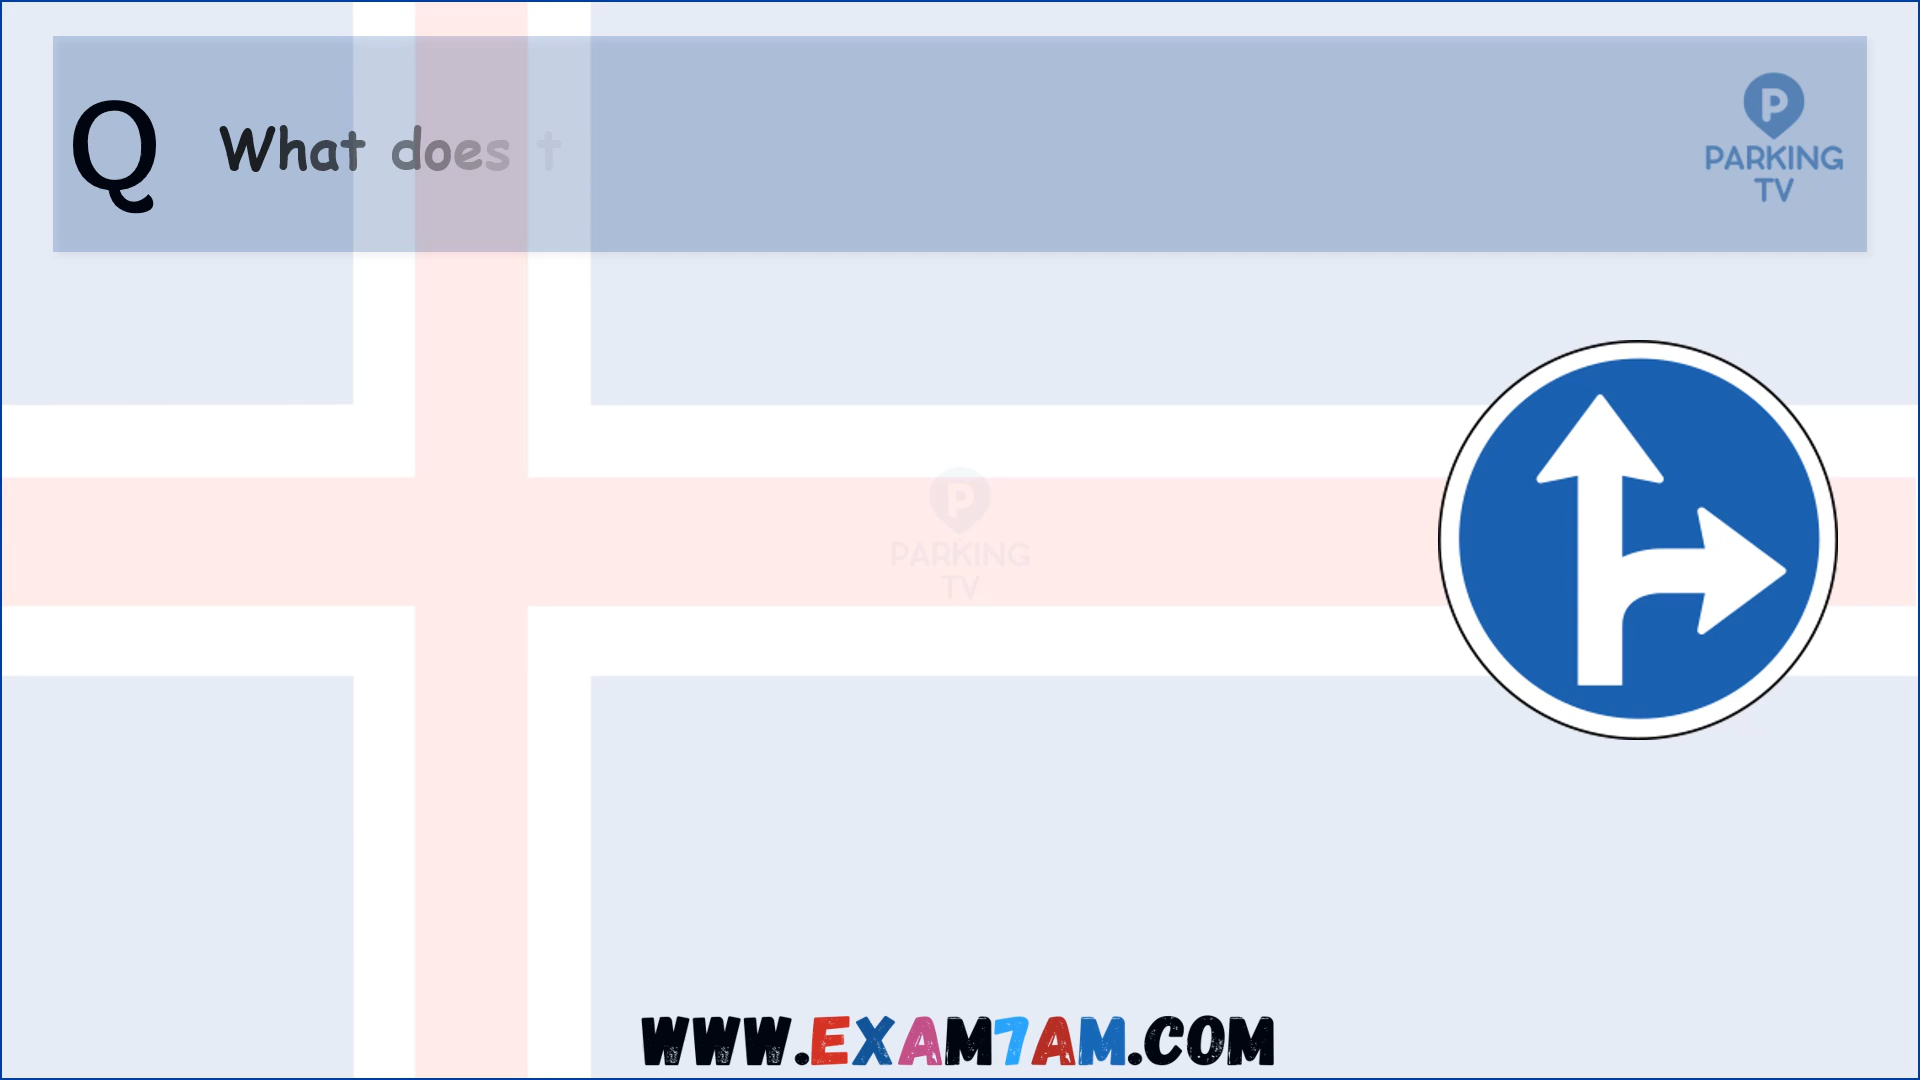 Q What does t
P
PARKING
TV
P
PARKING
TV
WWW.EXAM7AM.COM